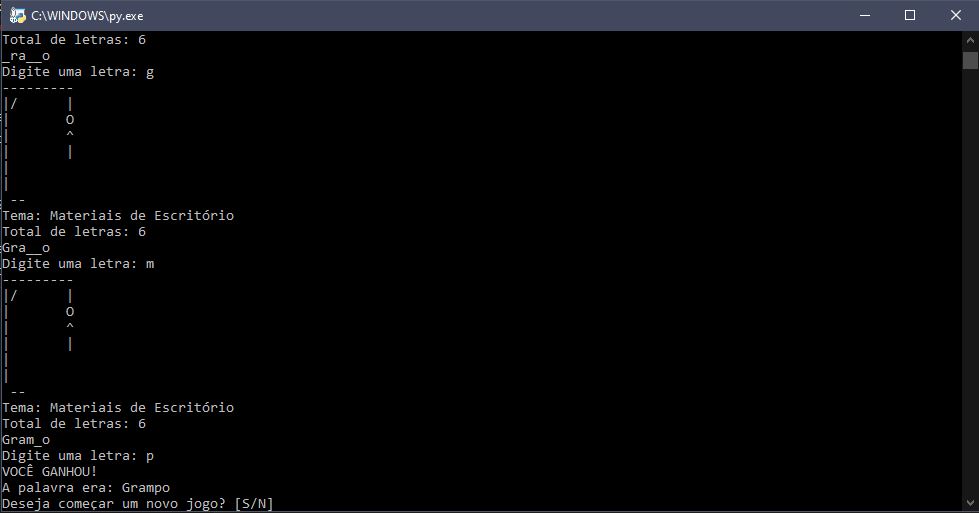 C:\WINDOWS\py.exe
Total de letras: 6
_ra__o
Digite uma letra: g
---------
|/      |
|       O
|       ^
|       |
|
|
 --
Tema: Materiais de Escritório
Total de letras: 6
Gra__o
Digite uma letra: m
---------
|/      |
|       O
|       ^
|       |
|
|
 --
Tema: Materiais de Escritório
Total de letras: 6
Gram_o
Digite uma letra: p
VOCÊ GANHOU!
A palavra era: Grampo
Deseja começar um novo jogo? [S/N]